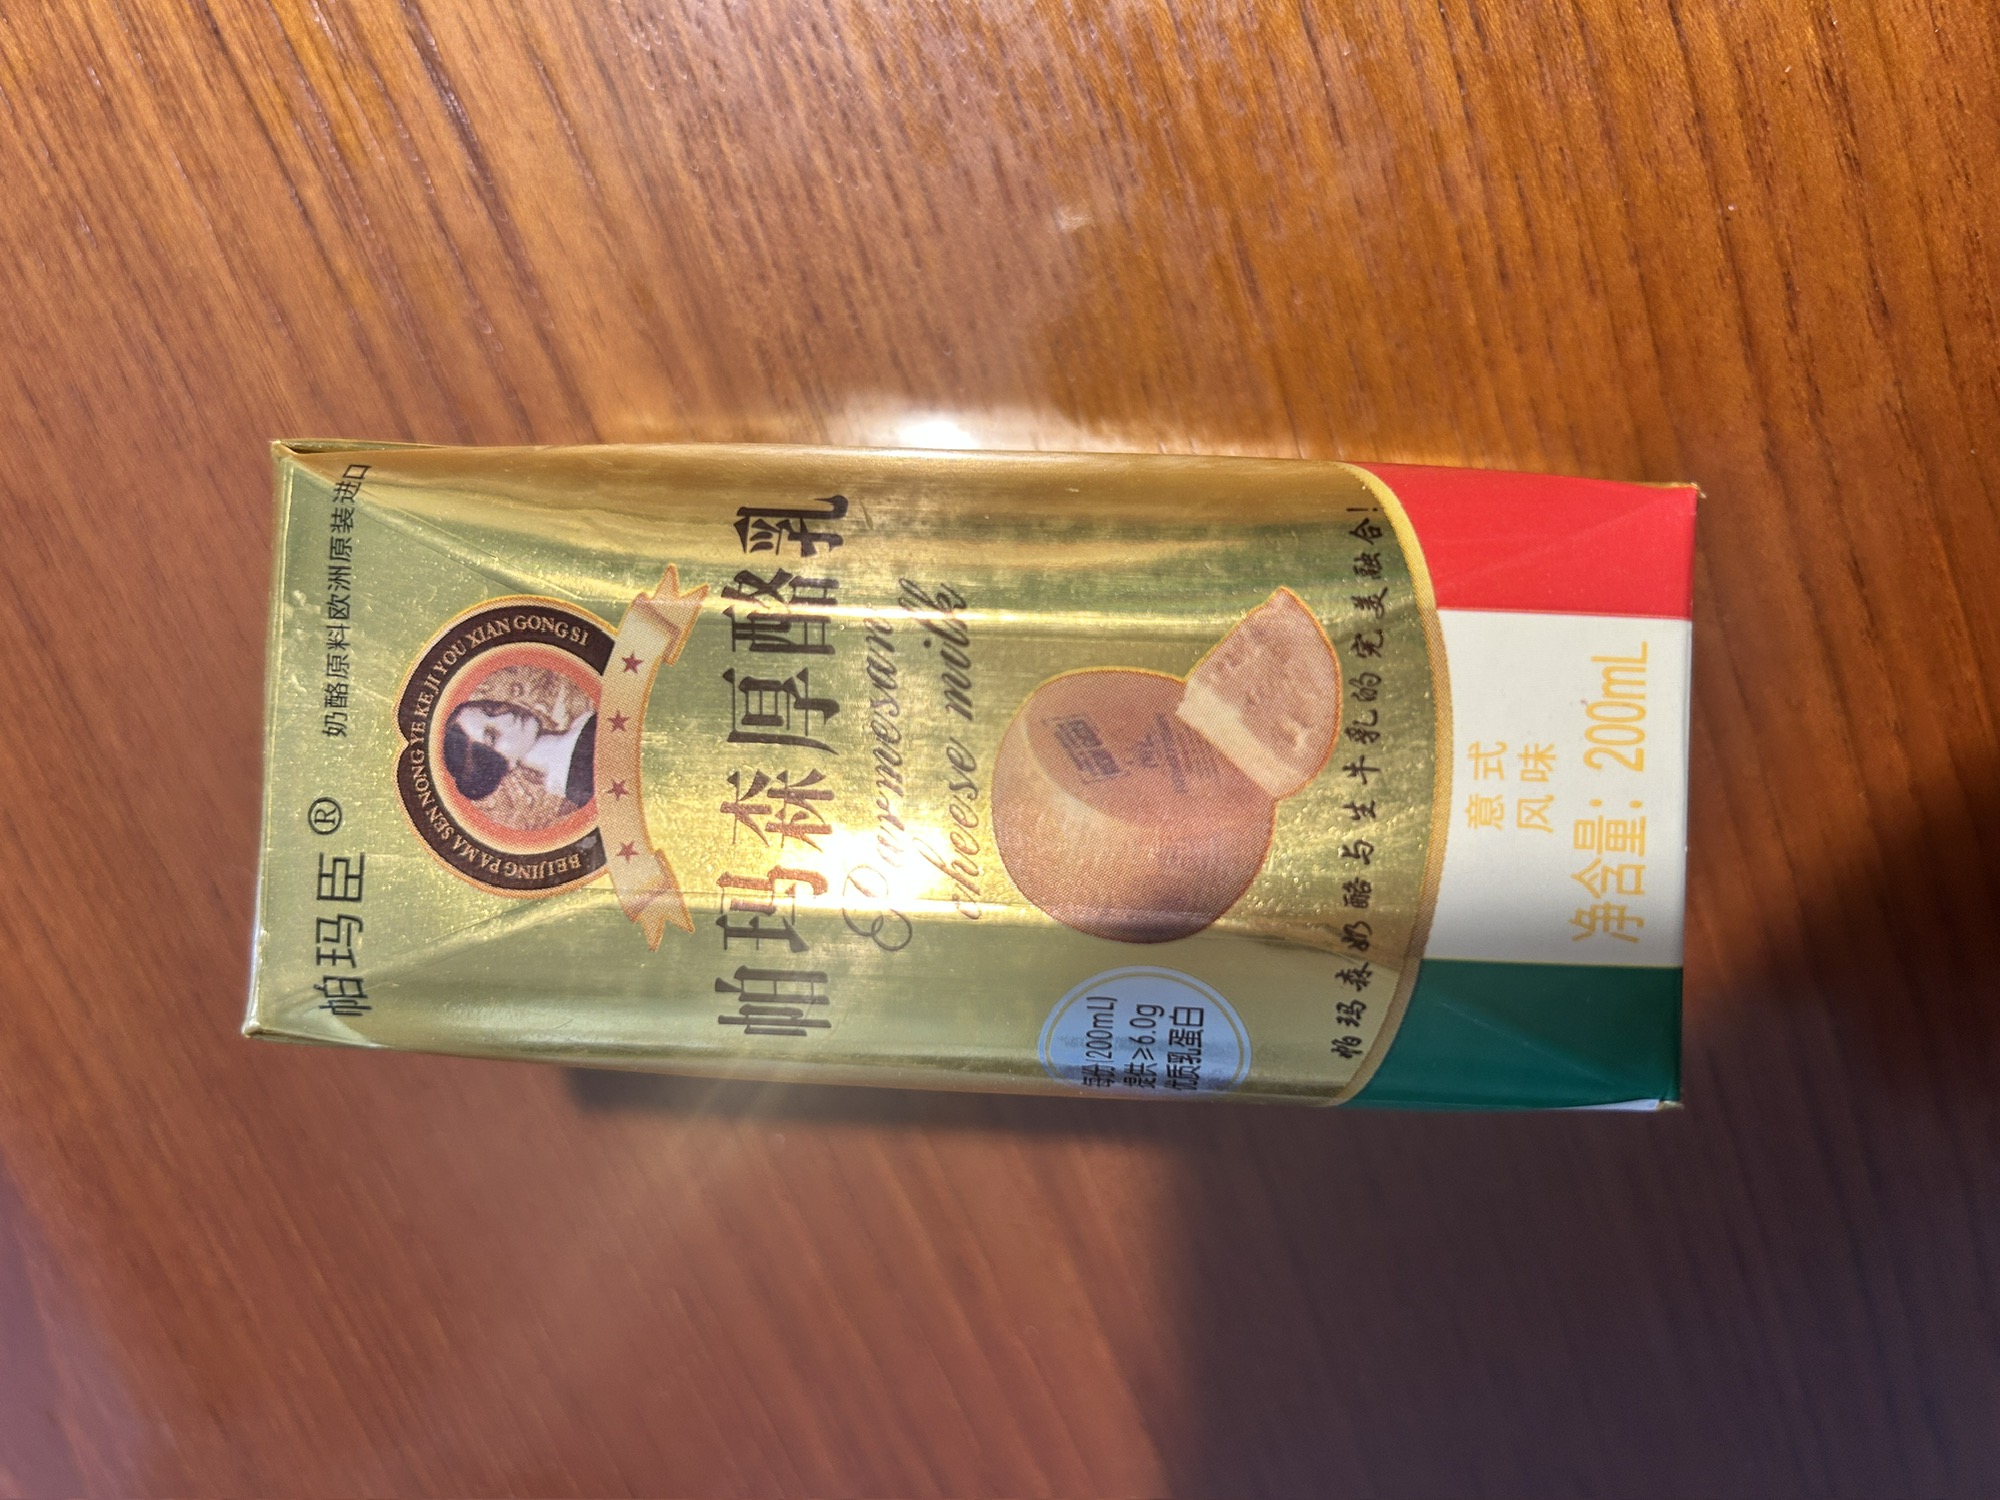 帕玛臣® 奶酪原料欧洲原装进口
BEIJING PA MA SEN NONG YE KE JI YOU XIAN GONG SI
帕玛森厚酪乳
Parmesan
cheese milk
每份(200mL)
提供≥6.0g
优质乳蛋白
帕玛森奶酪与生牛乳的完美融合!
意式
风味
净含量: 200mL